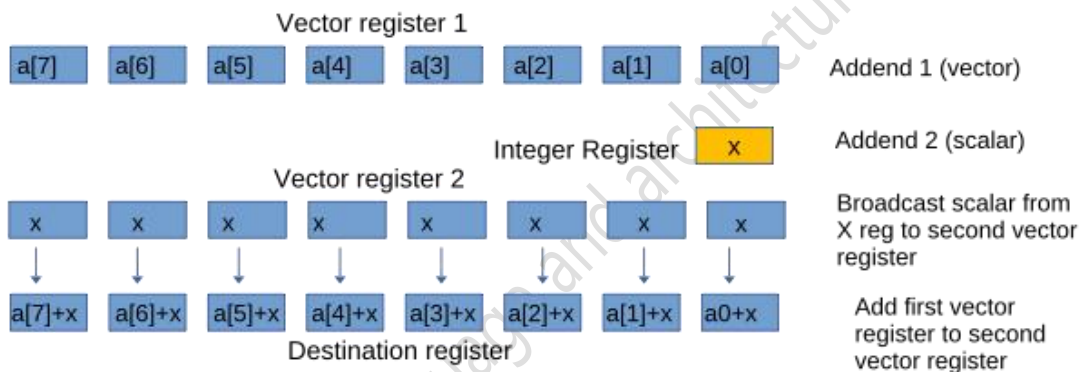 Vector register 1
a[7] a[6] a[5] a[4] a[3] a[2] a[1] a[0] Addend 1 (vector)
Integer Register x Addend 2 (scalar)
Vector register 2
x x x x x x x x
Broadcast scalar from
X reg to second vector
register
a[7]+x a[6]+x a[5]+x a[4]+x a[3]+x a[2]+x a[1]+x a0+x
Destination register
Add first vector
register to second
vector register
and architectur